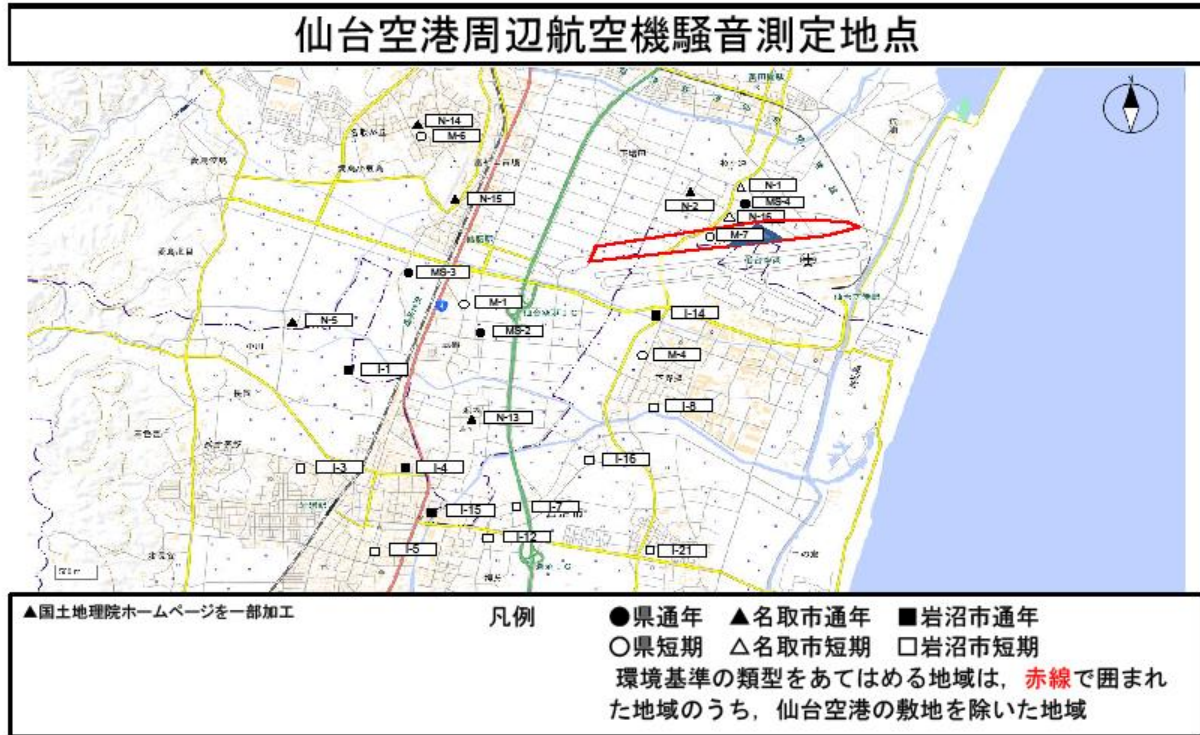 仙台空港周辺航空機騒音測定地点
N-14
M-6
N-15
N-1
N-2
MS-4
N-16
M-7
MS-3
M-1
MS-2
N-5
I-14
I-1
M-4
I-8
N-13
I-16
I-3
I-4
I-15
I-7
I-12
I-5
I-21
▲国土地理院ホームページを一部加工
凡例
●県通年 ▲名取市通年 ■岩沼市通年
○県短期 △名取市短期 □岩沼市短期
環境基準の類型をあてはめる地域は，赤線で囲まれ
た地域のうち，仙台空港の敷地を除いた地域